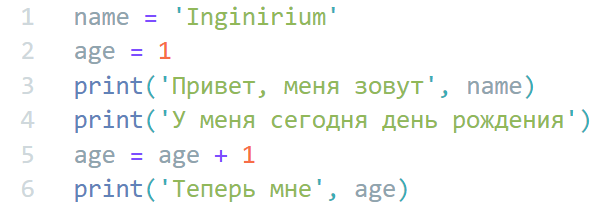 1 name = 'Inginirium'
2 age = 1
3 print('Привет, меня зовут', name)
4 print('У меня сегодня день рождения')
5 age = age + 1
6 print('Теперь мне', age)